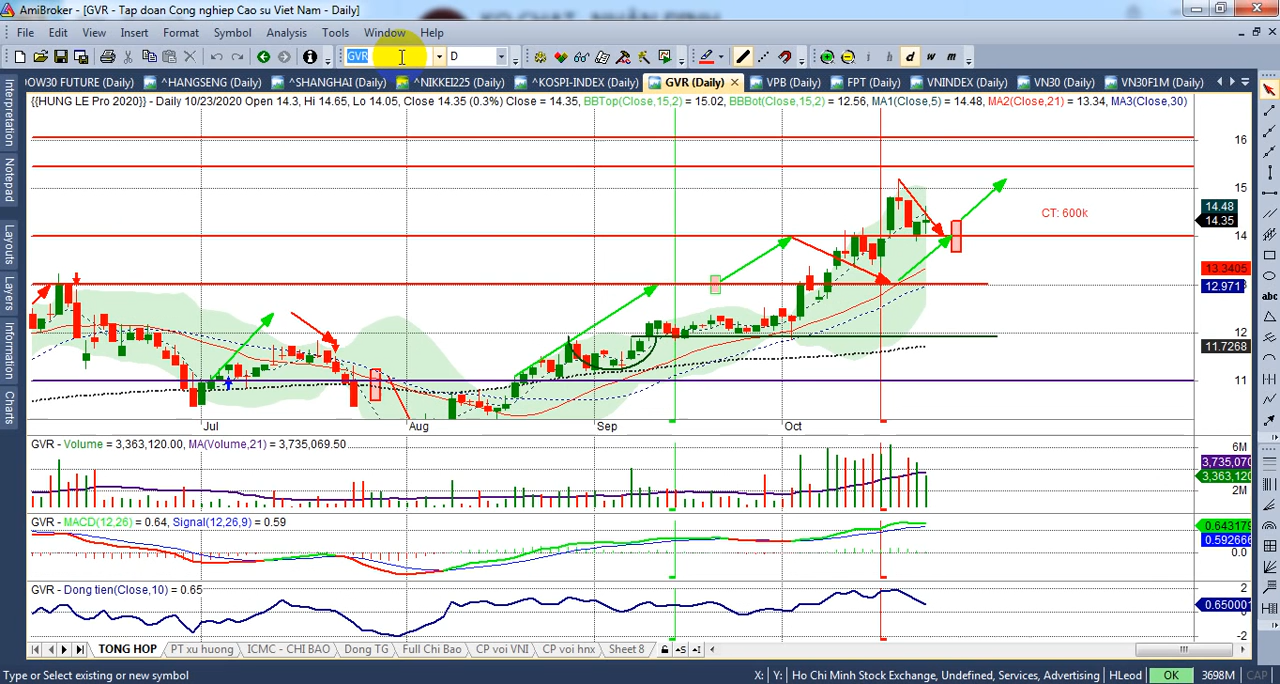 AmiBroker - [GVR - Tap doan Cong nghiep Cao su Viet Nam - Daily]
File Edit View Insert Format Symbol Analysis Tools Window Help
GVR D i h d w m
OW30 FUTURE (Daily) ^HANGSENG (Daily) ^SHANGHAI (Daily) ^NIKKEI225 (Daily) ^KOSPI-INDEX (Daily) GVR (Daily) VPB (Daily) FPT (Daily) VNINDEX (Daily) VN30 (Daily) VN30F1M (Daily)
{{HUNG LE Pro 2020}} - Daily 10/23/2020 Open 14.3, Hi 14.65, Lo 14.05, Close 14.35 (0.3%) Close = 14.35, BBTop(Close,15,2) = 15.02, BBBot(Close,15,2) = 12.56, MA1(Close,5) = 14.48, MA2(Close,21) = 13.34, MA3(Close,30)
Interpretation
Notepad
Layouts
Layers
Information
Charts
abc
16
15
14.48
14.35
14
13.3405
12.971
12
11.7268
11
CT: 600k
Jul Aug Sep Oct
GVR - Volume = 3,363,120.00, MA(Volume,21) = 3,735,069.50
6M
3,735,070
3,363,120
2M
GVR - MACD(12,26) = 0.64, Signal(12,26,9) = 0.59
0.643179
0.592666
0.0
GVR - Dong tien(Close,10) = 0.65
2
0.650001
-2
TONG HOP PT xu huong ICMC - CHI BAO Dong TG Full Chi Bao CP voi VNI CP voi hnx Sheet 8
Type or Select existing or new symbol X: Y: Ho Chi Minh Stock Exchange, Undefined, Services, Advertising HLeod OK 3698M CAP